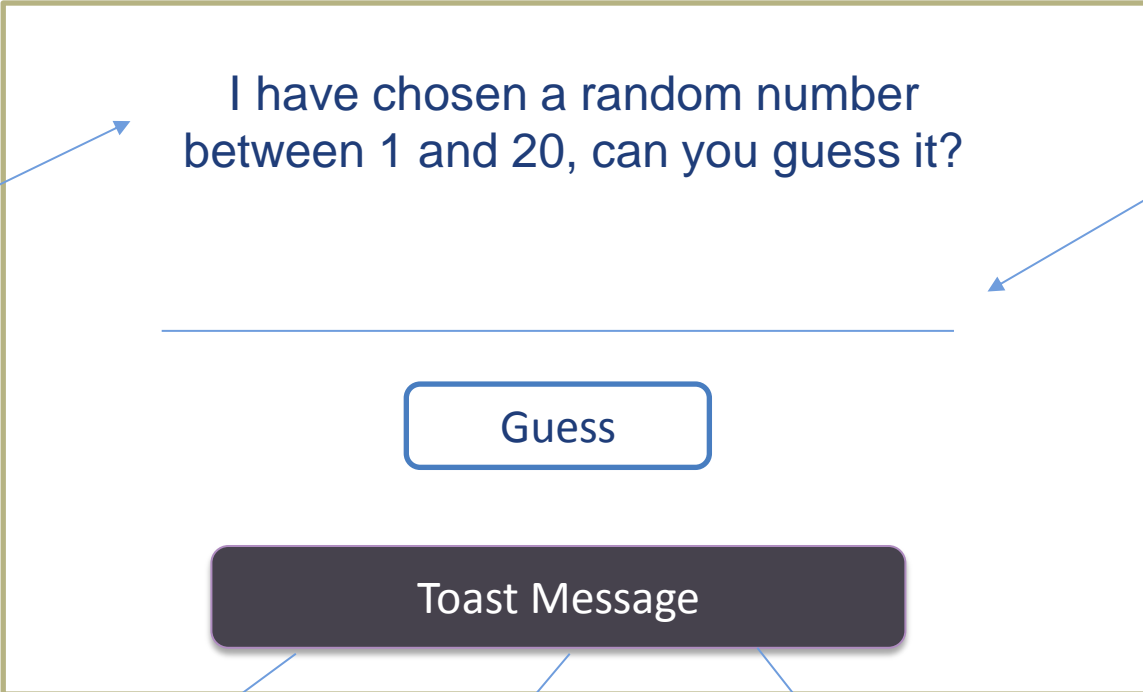 I have chosen a random number
between 1 and 20, can you guess it?
Guess
Toast Message